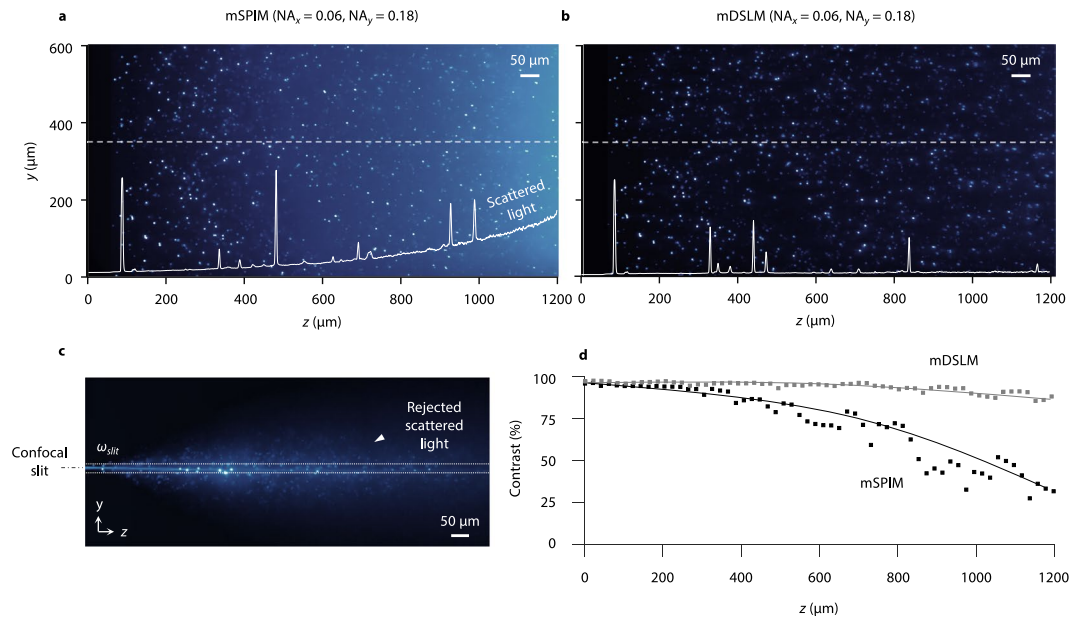 a
mSPIM (NAx = 0.06, NAy = 0.18)
600
400
200
0
y (µm)
50 µm
Scattered
light
0 200 400 600 800 1000 1200
z (µm)
b
mDSLM (NAx = 0.06, NAy = 0.18)
50 µm
0 200 400 600 800 1000 1200
z (µm)
c
Confocal
slit
ωslit
Rejected
scattered
light
y
z
50 µm
d
mDSLM
mSPIM
100
75
50
25
0
Contrast (%)
0 200 400 600 800 1000 1200
z (µm)